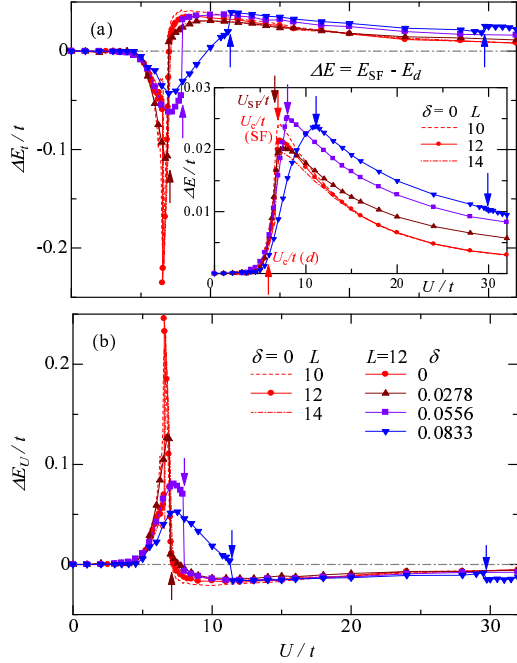 (a)
ΔE = E_SF - E_d
0.0
-0.1
-0.2
ΔE_t / t
0.03
0.02
0.01
0
ΔE / t
U_SF/t
U_c/t
(SF)
U_c/t (d)
δ = 0 L
10
12
14
0 10 20 30
U / t
(b)
0.2
0.1
0
ΔE_U / t
δ = 0 L
10
12
14
L=12 δ
0
0.0278
0.0556
0.0833
0 10 20 30
U / t